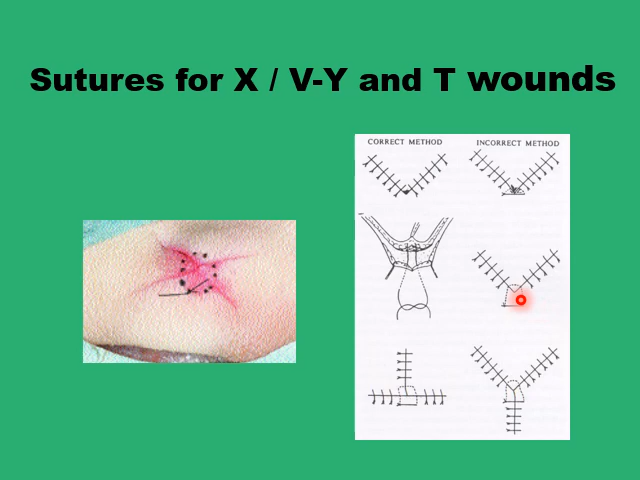 Sutures for X / V-Y and T wounds
CORRECT METHOD
INCORRECT METHOD